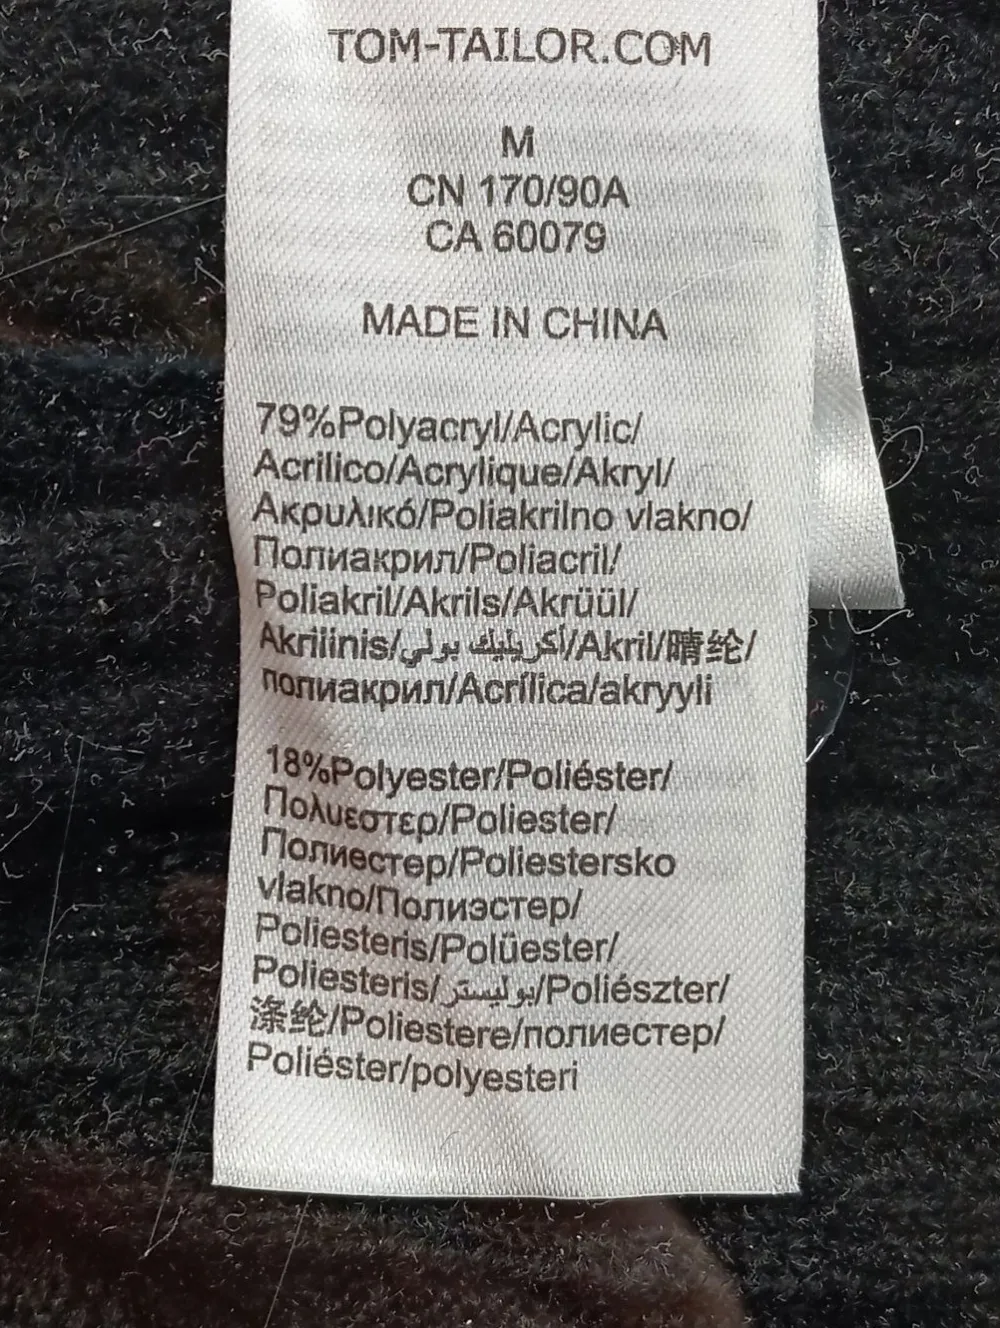 TOM-TAILOR.COM
M
CN 170/90A
CA 60079
MADE IN CHINA
79%Polyacryl/Acrylic/
Acrilico/Acrylique/Akryl/
Ακρυλικό/Poliakrilno vlakno/
Полиакрил/Poliacril/
Poliakril/Akrils/Akrüül/
Akrilinis/أكريليك بولي/Akril/晴纶/
полиакрил/Acrílica/akryyli
18%Polyester/Poliéster/
Πολυεστερ/Poliester/
Полиестер/Poliestersko
vlakno/Полиэстер/
Poliesteris/Polüester/
Poliesteris/بوليستر/Poliészter/
涤纶/Poliestere/полиестер/
Poliéster/polyesteri